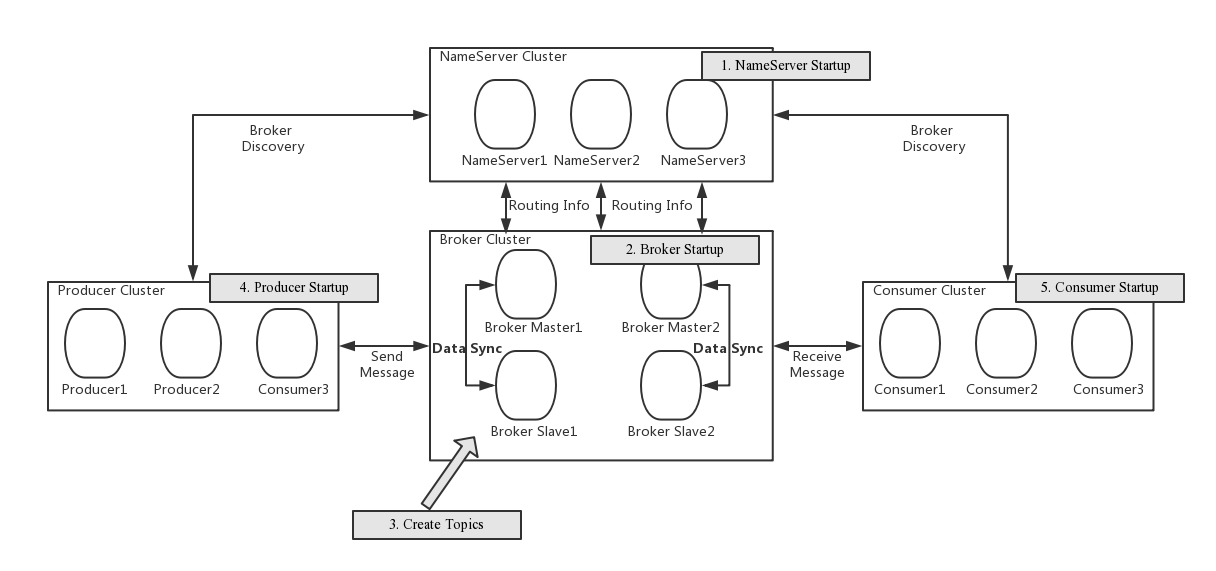 NameServer Cluster
1. NameServer Startup
NameServer1
NameServer2
NameServer3
Broker
Discovery
Broker
Discovery
Routing Info
Routing Info
Broker Cluster
2. Broker Startup
Broker Master1
Broker Master2
Data Sync
Data Sync
Broker Slave1
Broker Slave2
Producer Cluster
4. Producer Startup
Producer1
Producer2
Consumer3
Send
Message
Receive
Message
Consumer Cluster
5. Consumer Startup
Consumer1
Consumer2
Consumer3
3. Create Topics